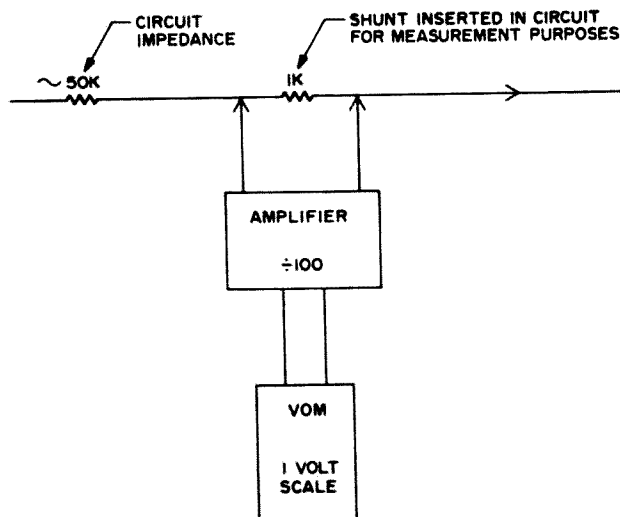 CIRCUIT
IMPEDANCE
SHUNT INSERTED IN CIRCUIT
FOR MEASUREMENT PURPOSES
~ 50K
1K
AMPLIFIER
÷100
VOM
1 VOLT
SCALE